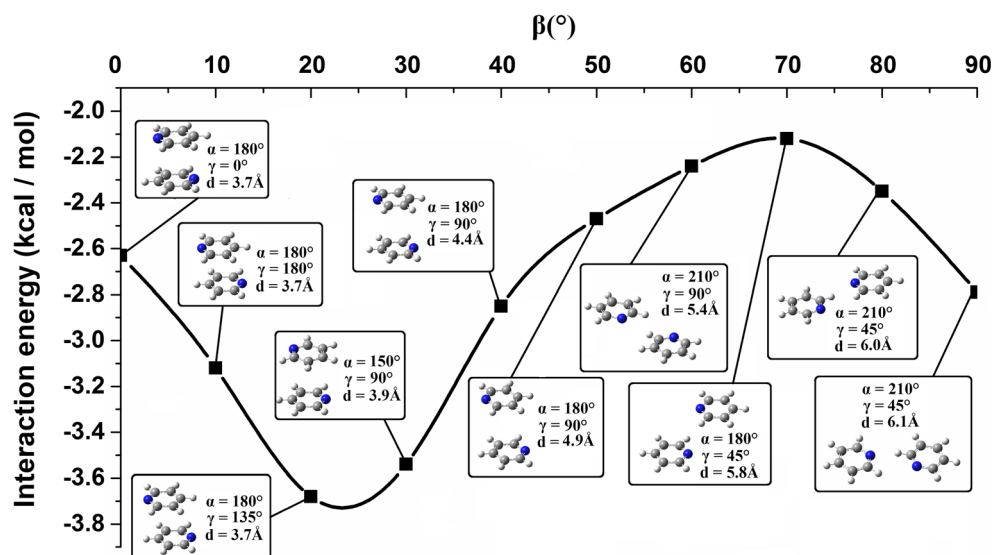 β(°)
0 10 20 30 40 50 60 70 80 90
Interaction energy (kcal / mol)
-2.0
-2.2
-2.4
-2.6
-2.8
-3.0
-3.2
-3.4
-3.6
-3.8
α = 180°
γ = 0°
d = 3.7Å
α = 180°
γ = 180°
d = 3.7Å
α = 180°
γ = 135°
d = 3.7Å
α = 150°
γ = 90°
d = 3.9Å
α = 180°
γ = 90°
d = 4.4Å
α = 180°
γ = 90°
d = 4.9Å
α = 210°
γ = 90°
d = 5.4Å
α = 180°
γ = 45°
d = 5.8Å
α = 210°
γ = 45°
d = 6.0Å
α = 210°
γ = 45°
d = 6.1Å